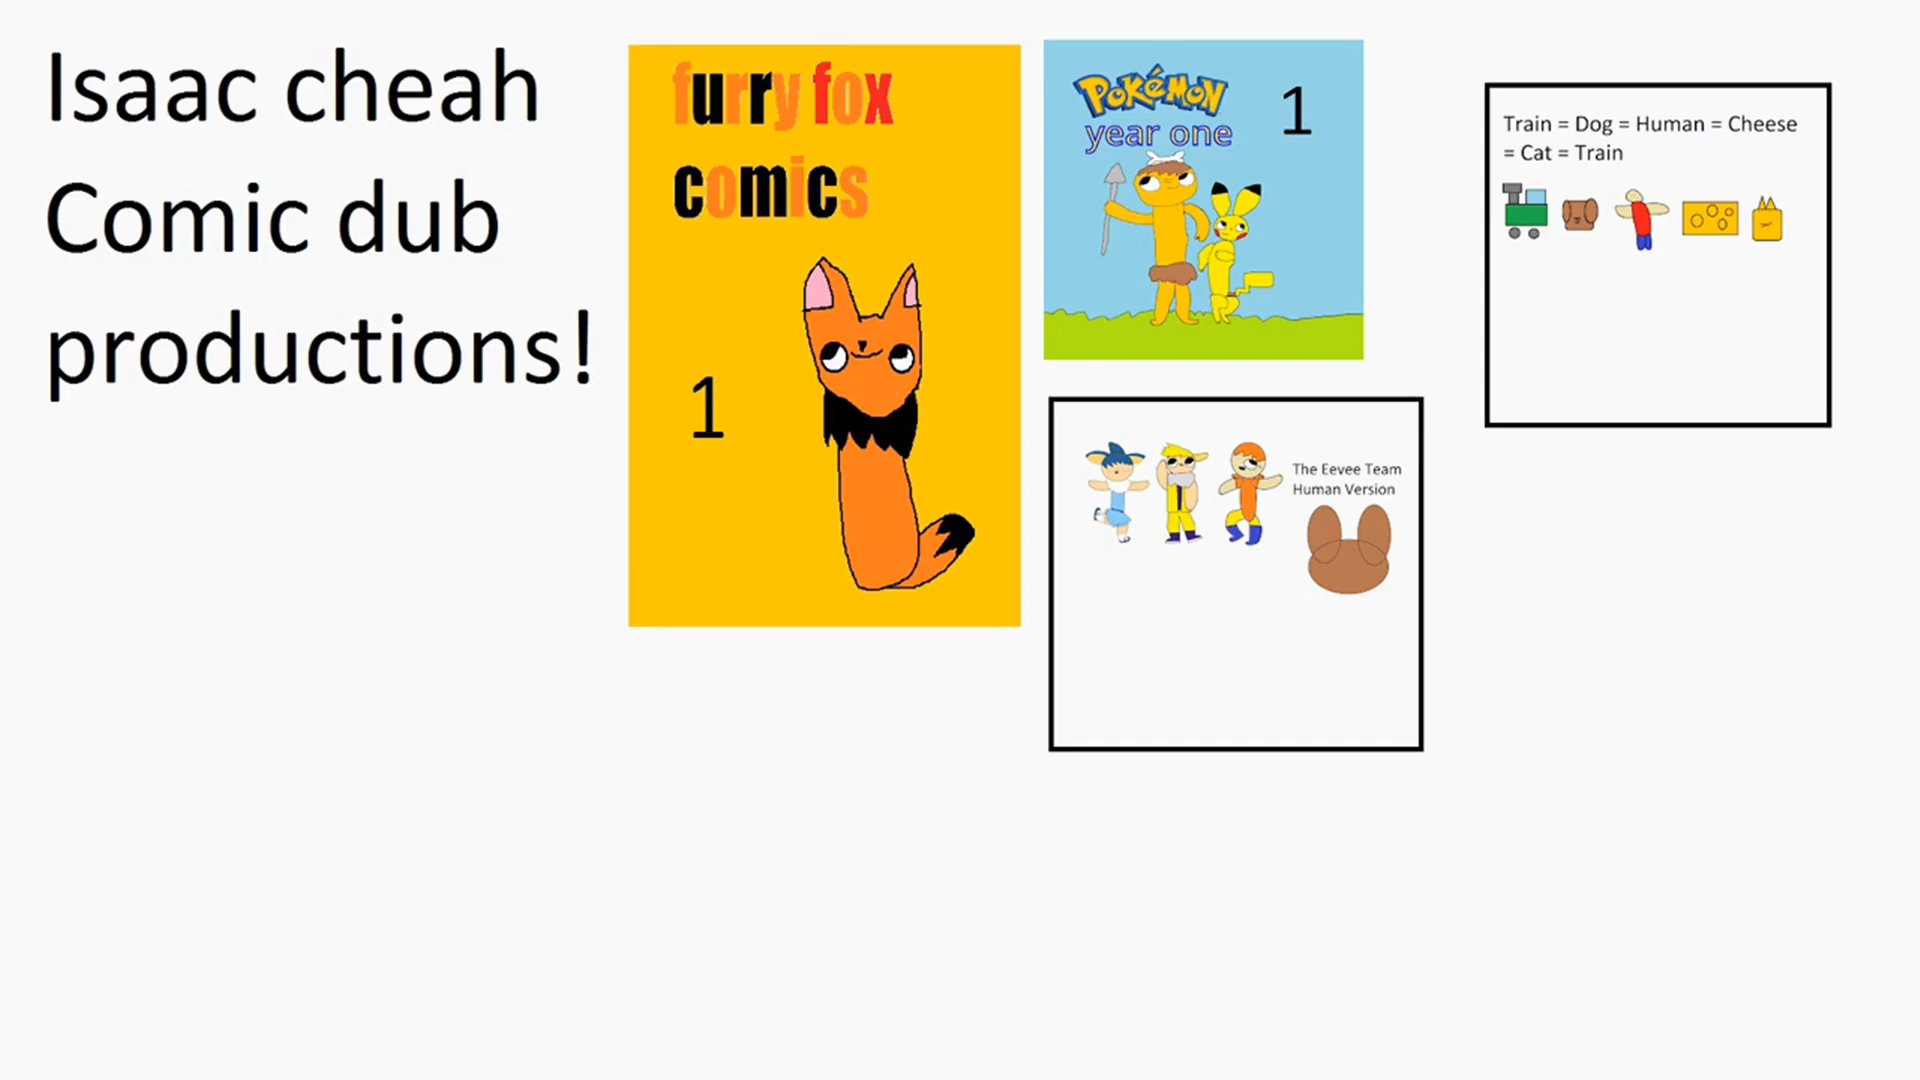 Isaac cheah
Comic dub
productions!
furry fox
comics
1
POKéMON
year one
1
Train = Dog = Human = Cheese
= Cat = Train
The Eevee Team
Human Version